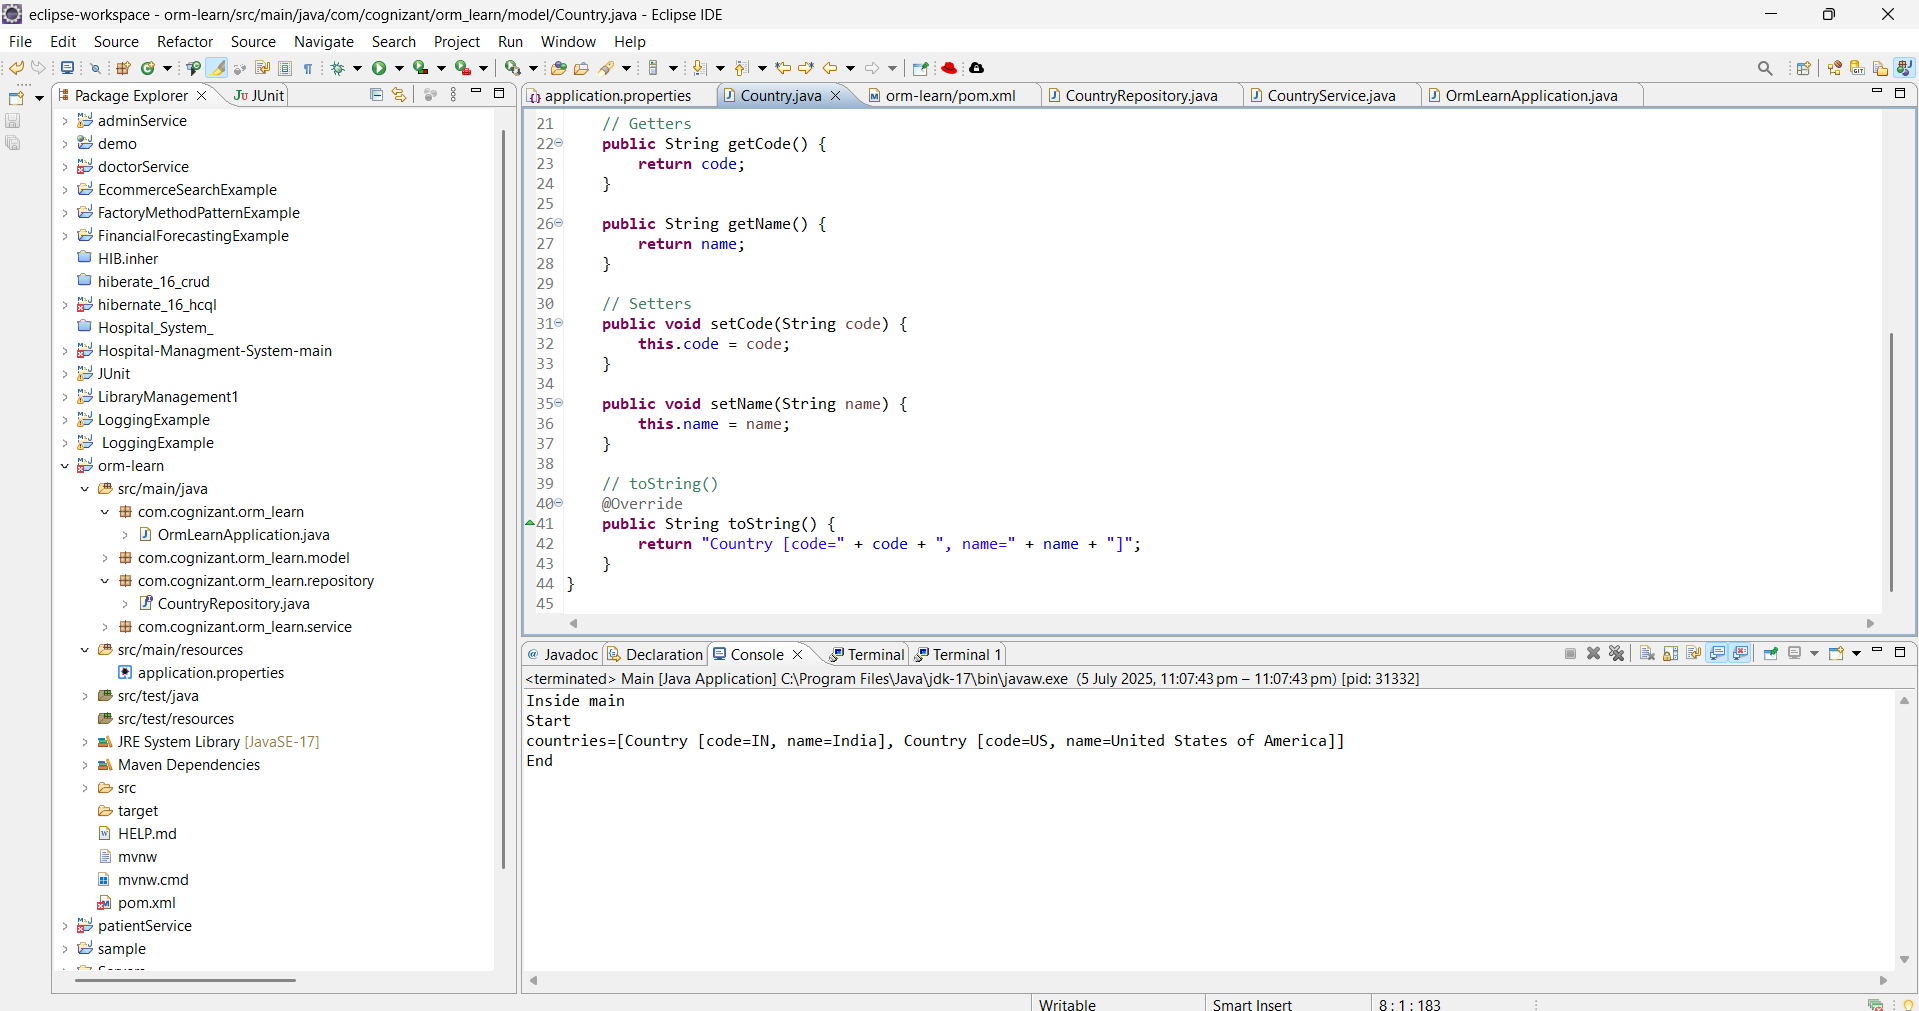 eclipse-workspace - orm-learn/src/main/java/com/cognizant/orm_learn/model/Country.java - Eclipse IDE
File Edit Source Refactor Source Navigate Search Project Run Window Help
Package Explorer
JUnit
adminService
demo
doctorService
EcommerceSearchExample
FactoryMethodPatternExample
FinancialForecastingExample
HIB.inher
hiberate_16_crud
hibernate_16_hcql
Hospital_System_
Hospital-Managment-System-main
JUnit
LibraryManagement1
LoggingExample
LoggingExample
orm-learn
src/main/java
com.cognizant.orm_learn
OrmLearnApplication.java
com.cognizant.orm_learn.model
com.cognizant.orm_learn.repository
CountryRepository.java
com.cognizant.orm_learn.service
src/main/resources
application.properties
src/test/java
src/test/resources
JRE System Library [JavaSE-17]
Maven Dependencies
src
target
HELP.md
mvnw
mvnw.cmd
pom.xml
patientService
sample
application.properties Country.java orm-learn/pom.xml CountryRepository.java CountryService.java OrmLearnApplication.java
21 // Getters
22 public String getCode() {
23 return code;
24 }
25
26 public String getName() {
27 return name;
28 }
29
30 // Setters
31 public void setCode(String code) {
32 this.code = code;
33 }
34
35 public void setName(String name) {
36 this.name = name;
37 }
38
39 // toString()
40 @Override
41 public String toString() {
42 return "Country [code=" + code + ", name=" + name + "]";
43 }
44 }
45
@ Javadoc Declaration Console Terminal Terminal 1
<terminated> Main [Java Application] C:\Program Files\Java\jdk-17\bin\javaw.exe (5 July 2025, 11:07:43 pm – 11:07:43 pm) [pid: 31332]
Inside main
Start
countries=[Country [code=IN, name=India], Country [code=US, name=United States of America]]
End
Writable Smart Insert 8 : 1 : 183